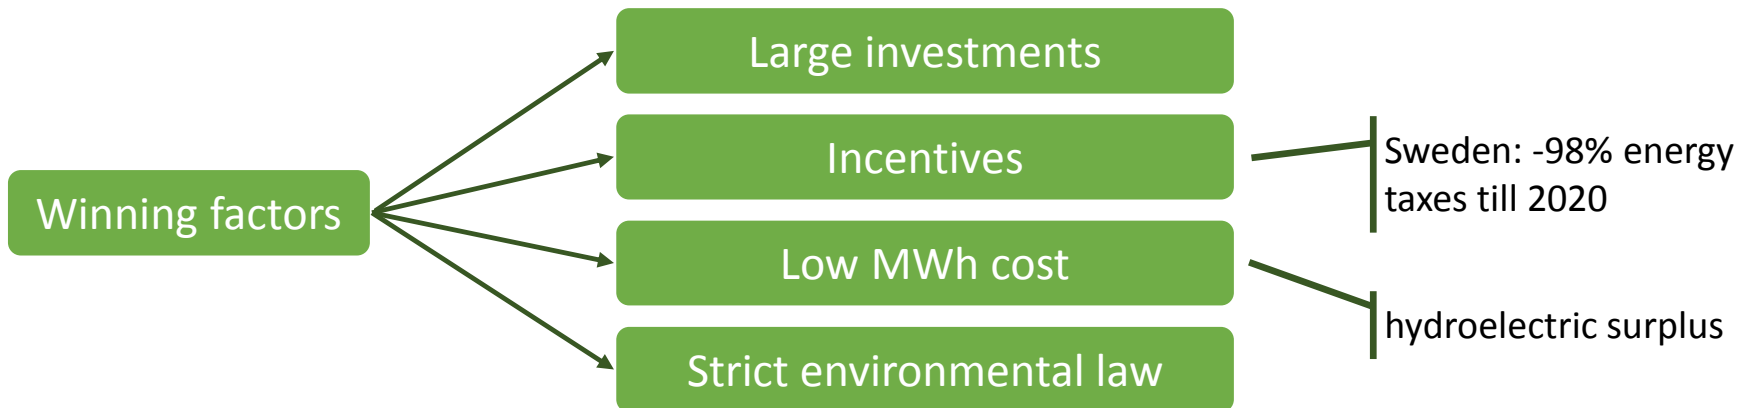 Large investments
Incentives
Sweden: -98% energy
taxes till 2020
Winning factors
Low MWh cost
hydroelectric surplus
Strict environmental law